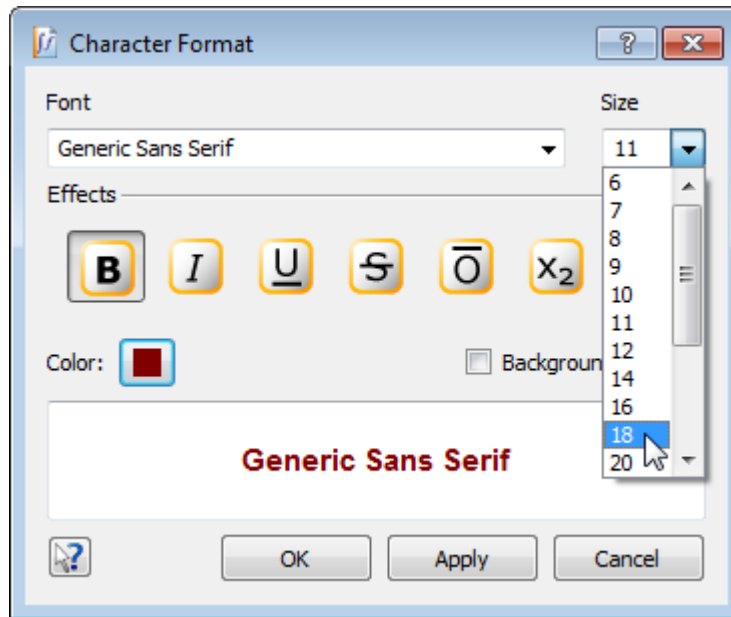 Character Format
Font
Size
Generic Sans Serif
11
Effects
6
7
8
9
10
11
12
14
16
18
20
B I U S O X2
Color:
Backgroun
Generic Sans Serif
OK
Apply
Cancel